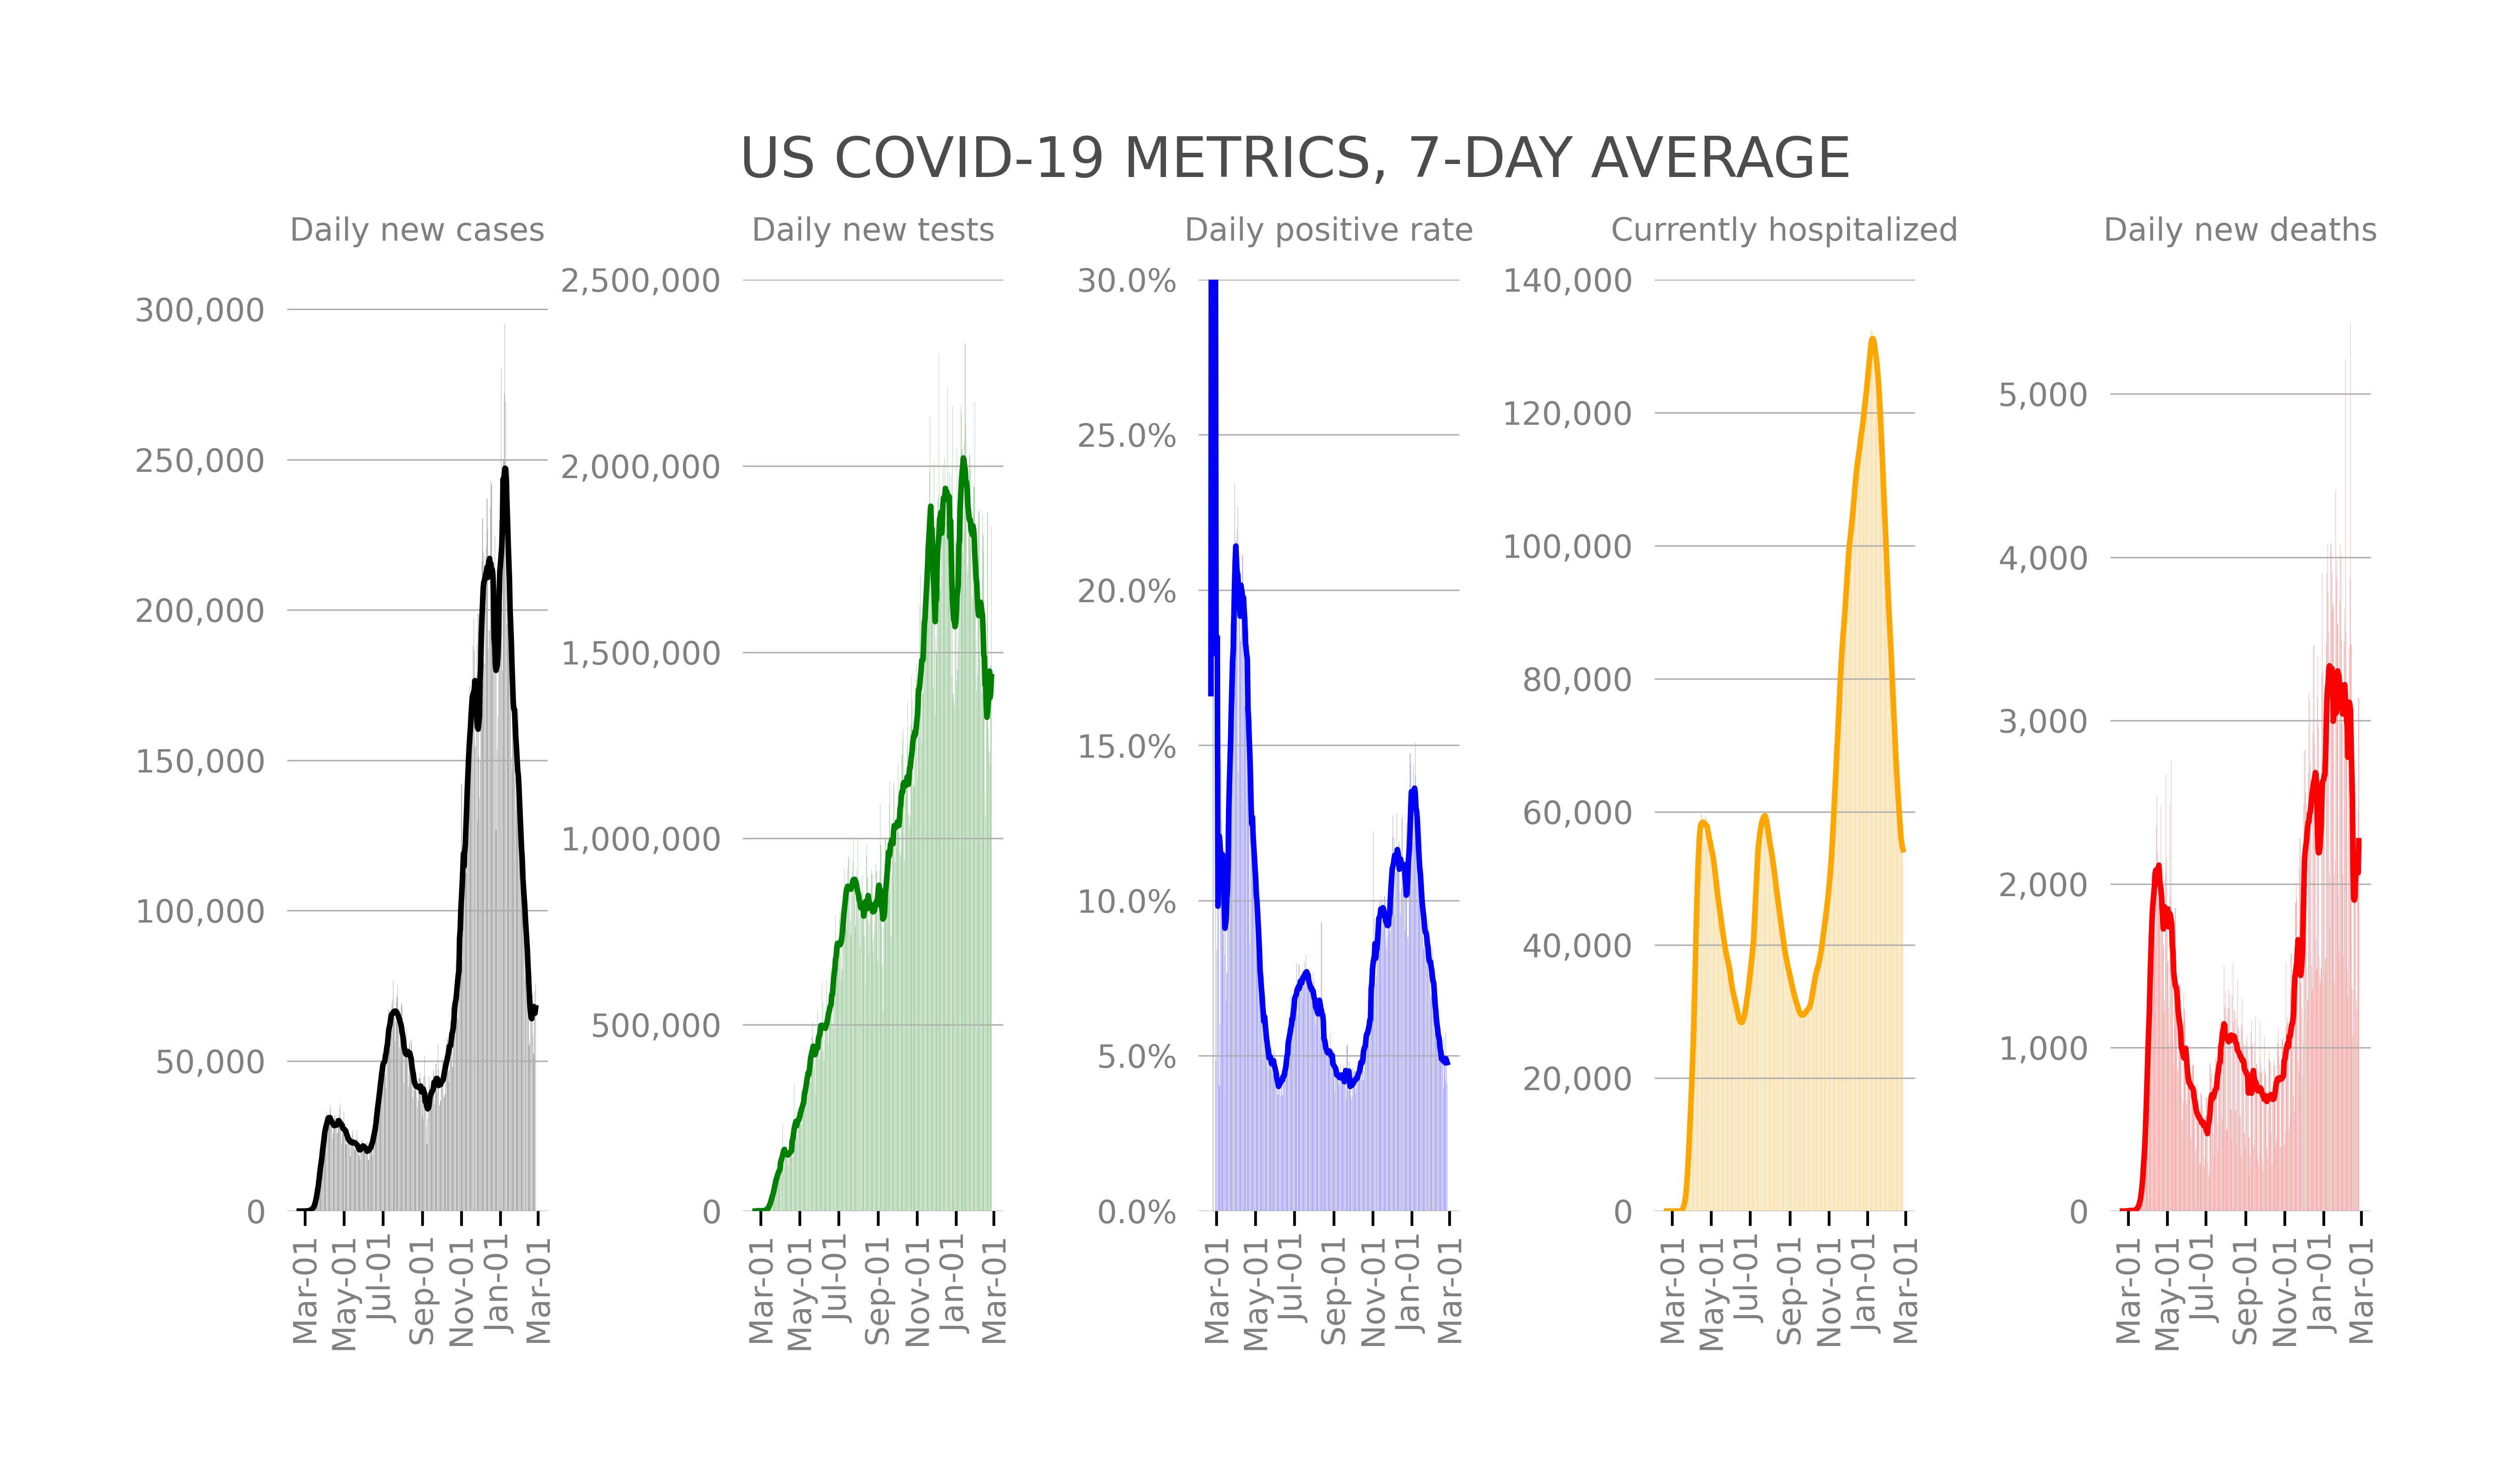 US COVID-19 METRICS, 7-DAY AVERAGE
Daily new cases
300,000
250,000
200,000
150,000
100,000
50,000
0
Mar-01
May-01
Jul-01
Sep-01
Nov-01
Jan-01
Mar-01
Daily new tests
2,500,000
2,000,000
1,500,000
1,000,000
500,000
0
Mar-01
May-01
Jul-01
Sep-01
Nov-01
Jan-01
Mar-01
Daily positive rate
30.0%
25.0%
20.0%
15.0%
10.0%
5.0%
0.0%
Mar-01
May-01
Jul-01
Sep-01
Nov-01
Jan-01
Mar-01
Currently hospitalized
140,000
120,000
100,000
80,000
60,000
40,000
20,000
0
Mar-01
May-01
Jul-01
Sep-01
Nov-01
Jan-01
Mar-01
Daily new deaths
5,000
4,000
3,000
2,000
1,000
0
Mar-01
May-01
Jul-01
Sep-01
Nov-01
Jan-01
Mar-01